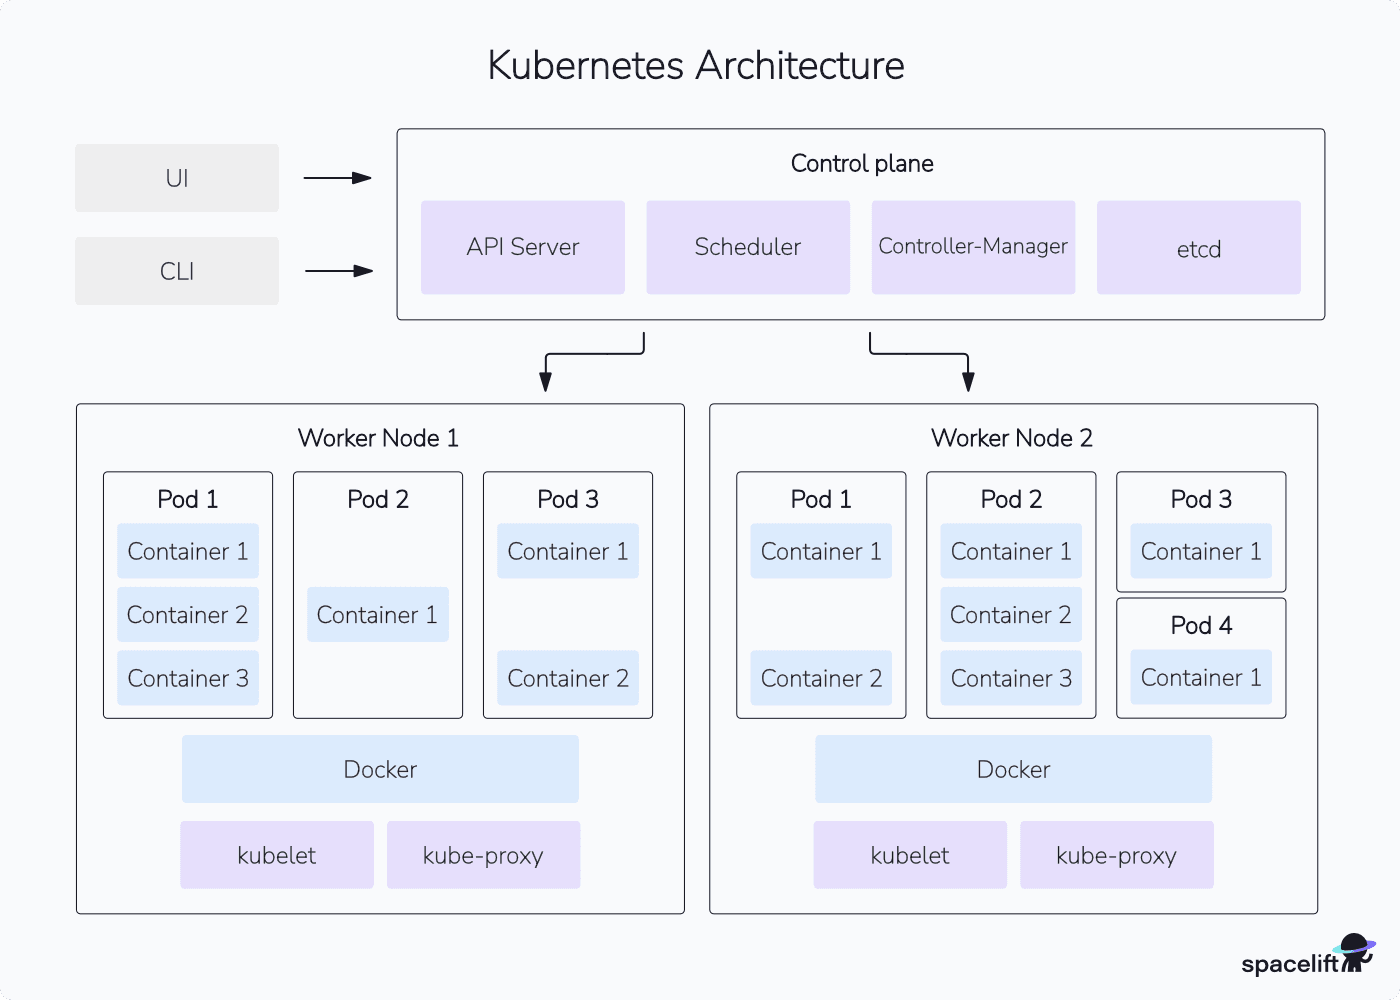 Kubernetes Architecture
UI
CLI
Control plane
API Server
Scheduler
Controller-Manager
etcd
Worker Node 1
Pod 1
Container 1
Container 2
Container 3
Pod 2
Container 1
Pod 3
Container 1
Container 2
Docker
kubelet
kube-proxy
Worker Node 2
Pod 1
Container 1
Container 2
Pod 2
Container 1
Container 2
Container 3
Pod 3
Container 1
Pod 4
Container 1
Docker
kubelet
kube-proxy
spacelift